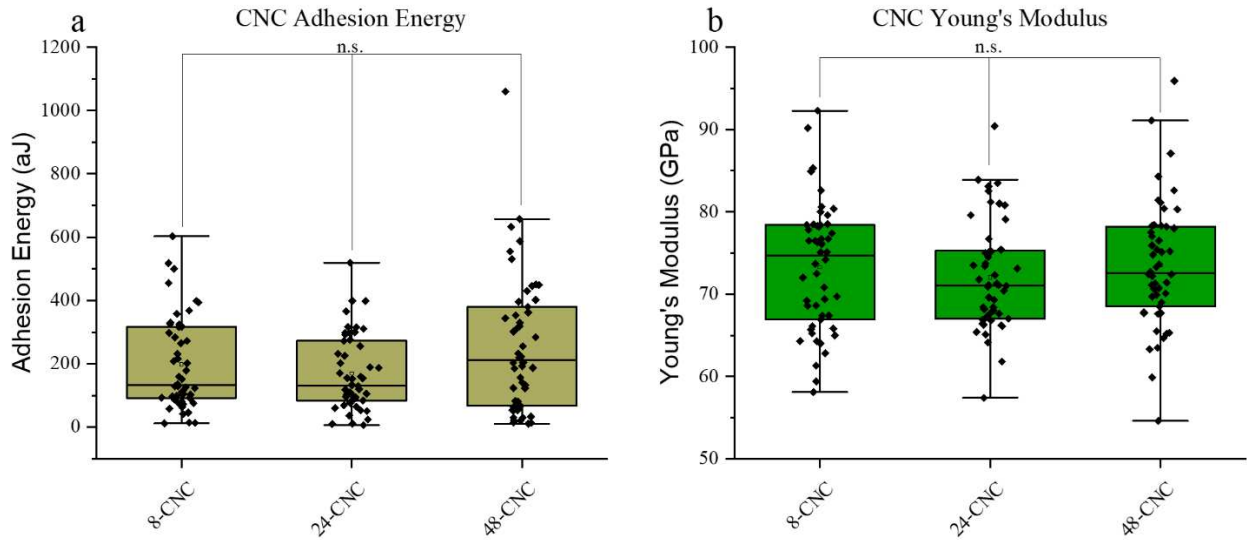 a
CNC Adhesion Energy
n.s.
1200
1000
800
600
400
200
0
Adhesion Energy (aJ)
8-CNC
24-CNC
48-CNC
b
CNC Young's Modulus
n.s.
100
90
80
70
60
50
Young's Modulus (GPa)
8-CNC
24-CNC
48-CNC